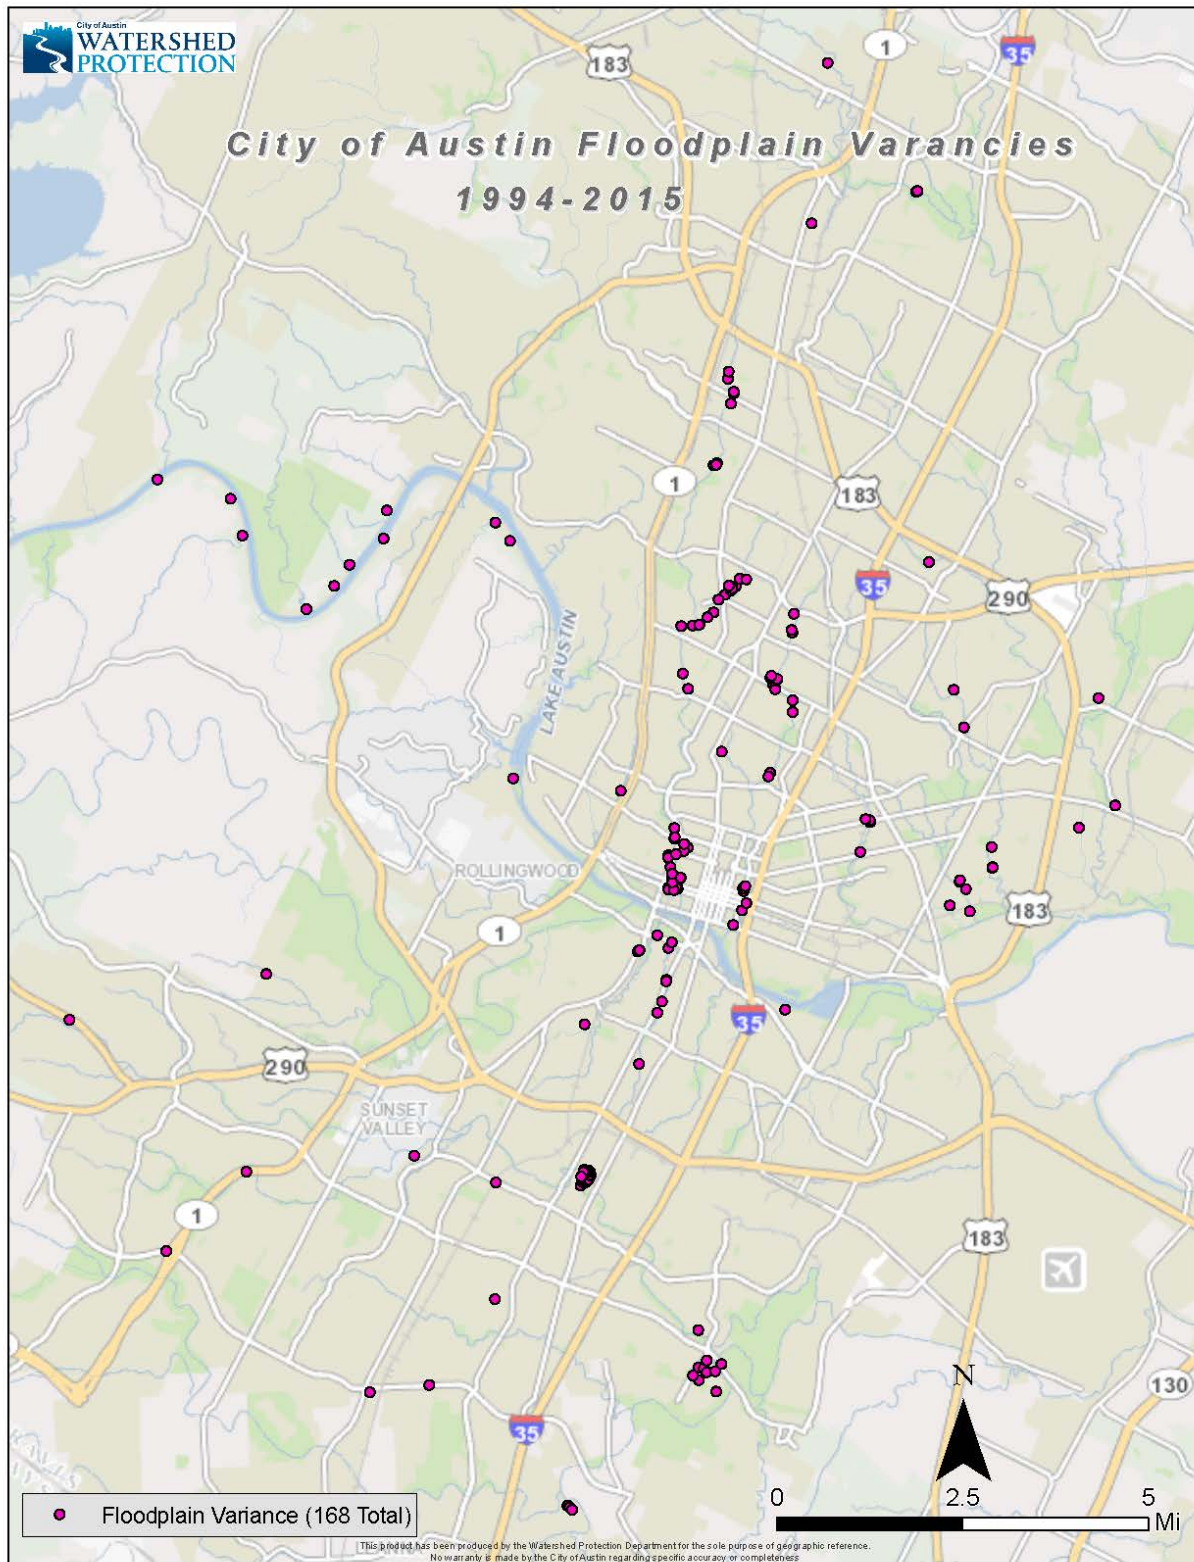 City of Austin
WATERSHED
PROTECTION
183
1
35
City of Austin Floodplain Varancies
1994-2015
1
183
35
290
LAKE AUSTIN
ROLLINGWOOD
183
1
35
290
SUNSET
VALLEY
1
183
N
130
35
0 2.5 5
Mi
Floodplain Variance (168 Total)
This product has been produced by the Watershed Protection Department for the sole purpose of geographic reference.
No warranty is made by the City of Austin regarding specific accuracy or completeness